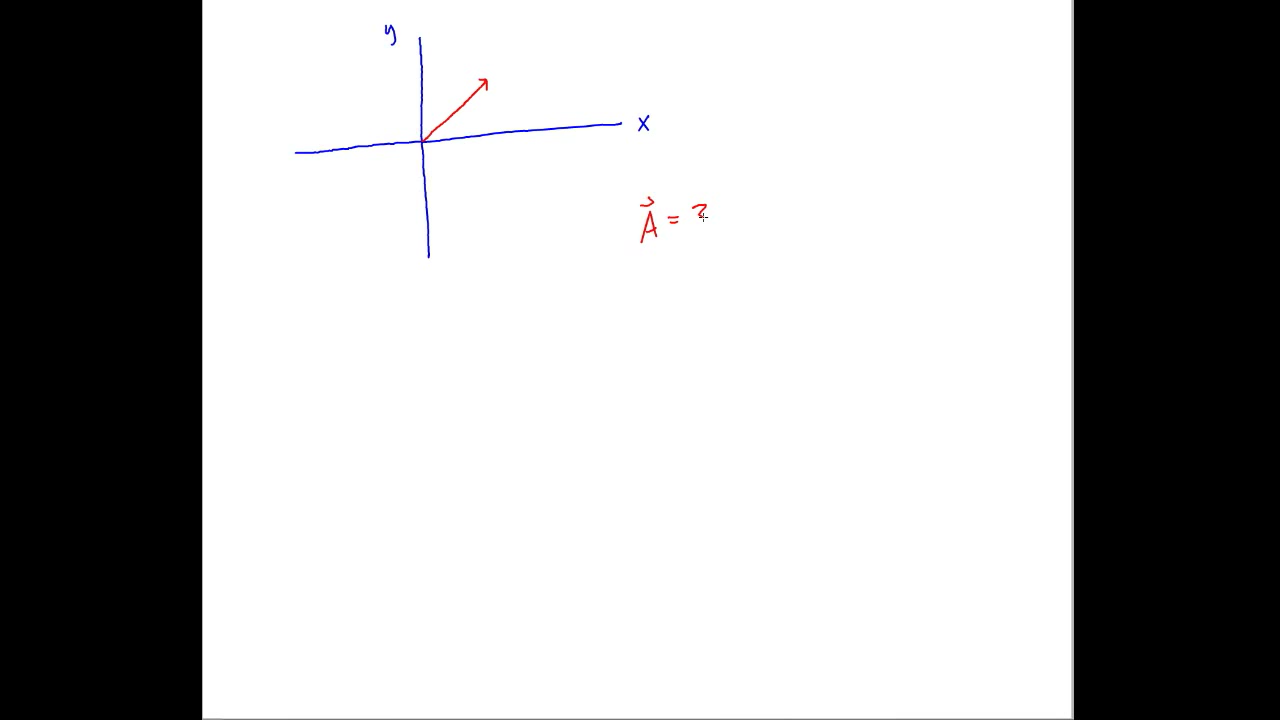 y
x
A⃗ = ?